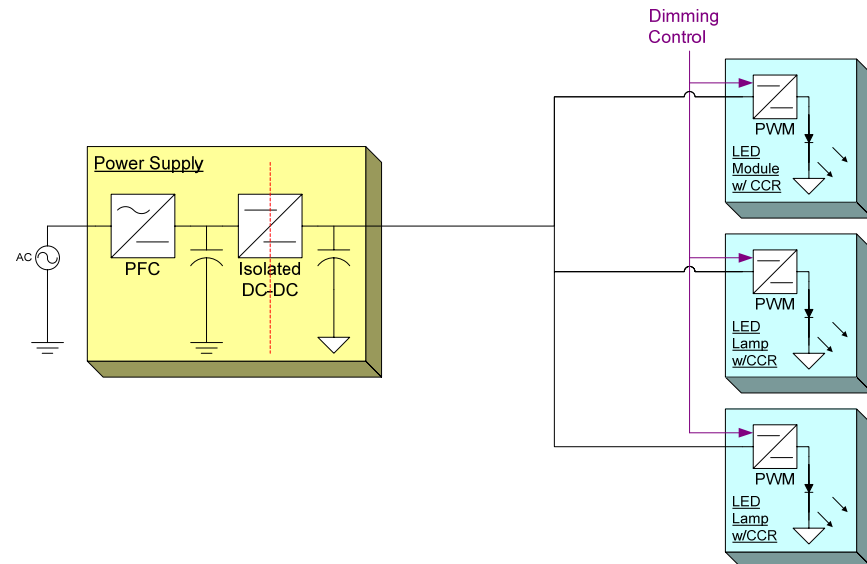 Dimming
Control
Power Supply
AC
PFC
Isolated
DC-DC
PWM
LED
Module
w/ CCR
PWM
LED
Lamp
w/CCR
PWM
LED
Lamp
w/CCR